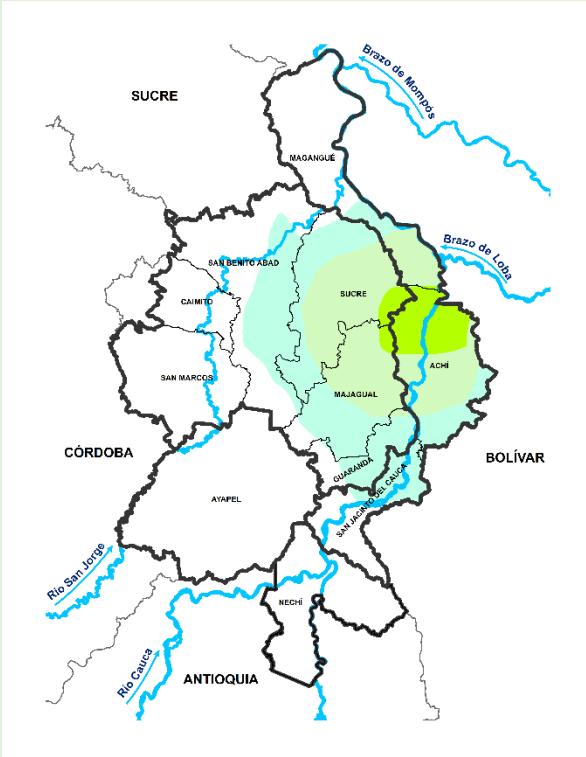 Brazo de Mompós
SUCRE
MAGANGUÉ
Brazo de Loba
SAN BENITO ABAD
SUCRE
CAIMITO
ACHÍ
SAN MARCOS
MAJAGUAL
CÓRDOBA
BOLÍVAR
GUARANDA
AYAPEL
SAN JACINTO DEL CAUCA
Río San Jorge
NECHÍ
Río Cauca
ANTIOQUIA